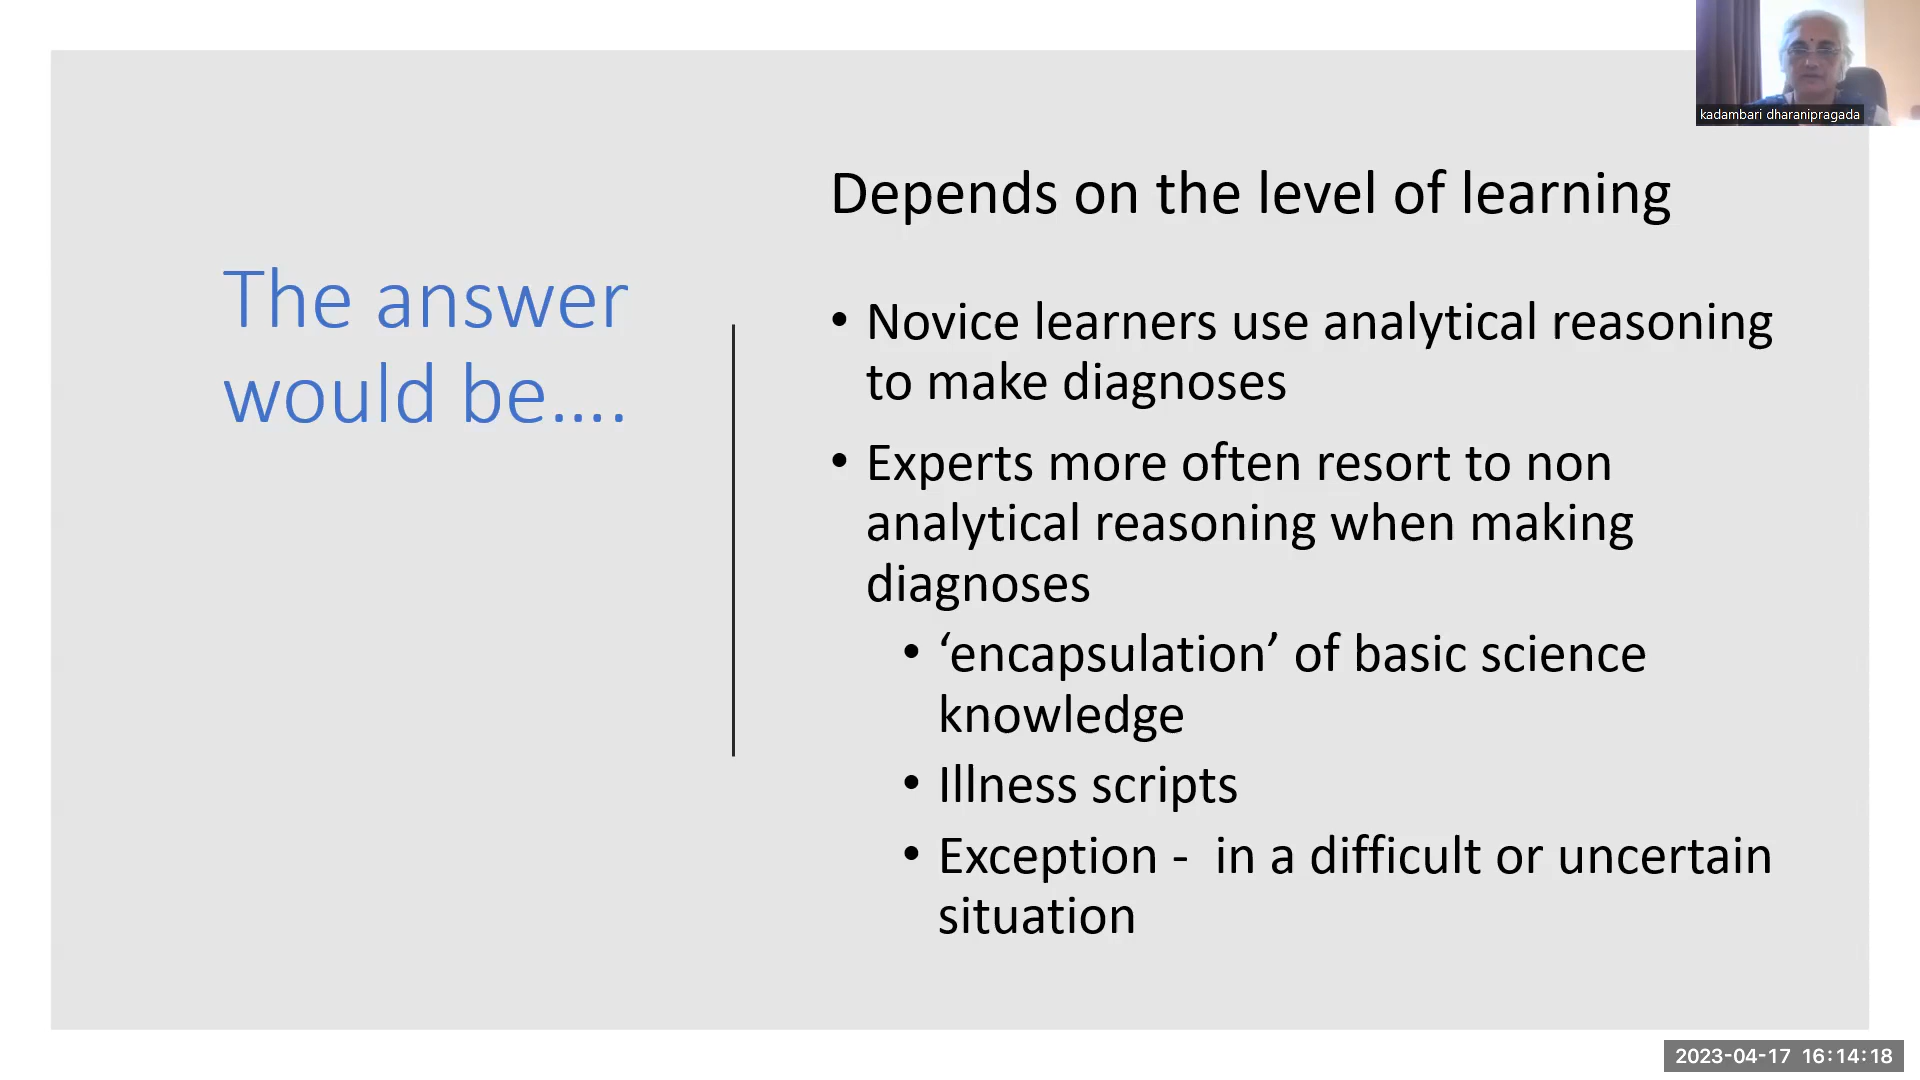 kadambari dharanipragada
The answer
would be....
Depends on the level of learning
• Novice learners use analytical reasoning
to make diagnoses
• Experts more often resort to non
analytical reasoning when making
diagnoses
• ‘encapsulation’ of basic science
knowledge
• Illness scripts
• Exception -  in a difficult or uncertain
situation
2023-04-17 16:14:18